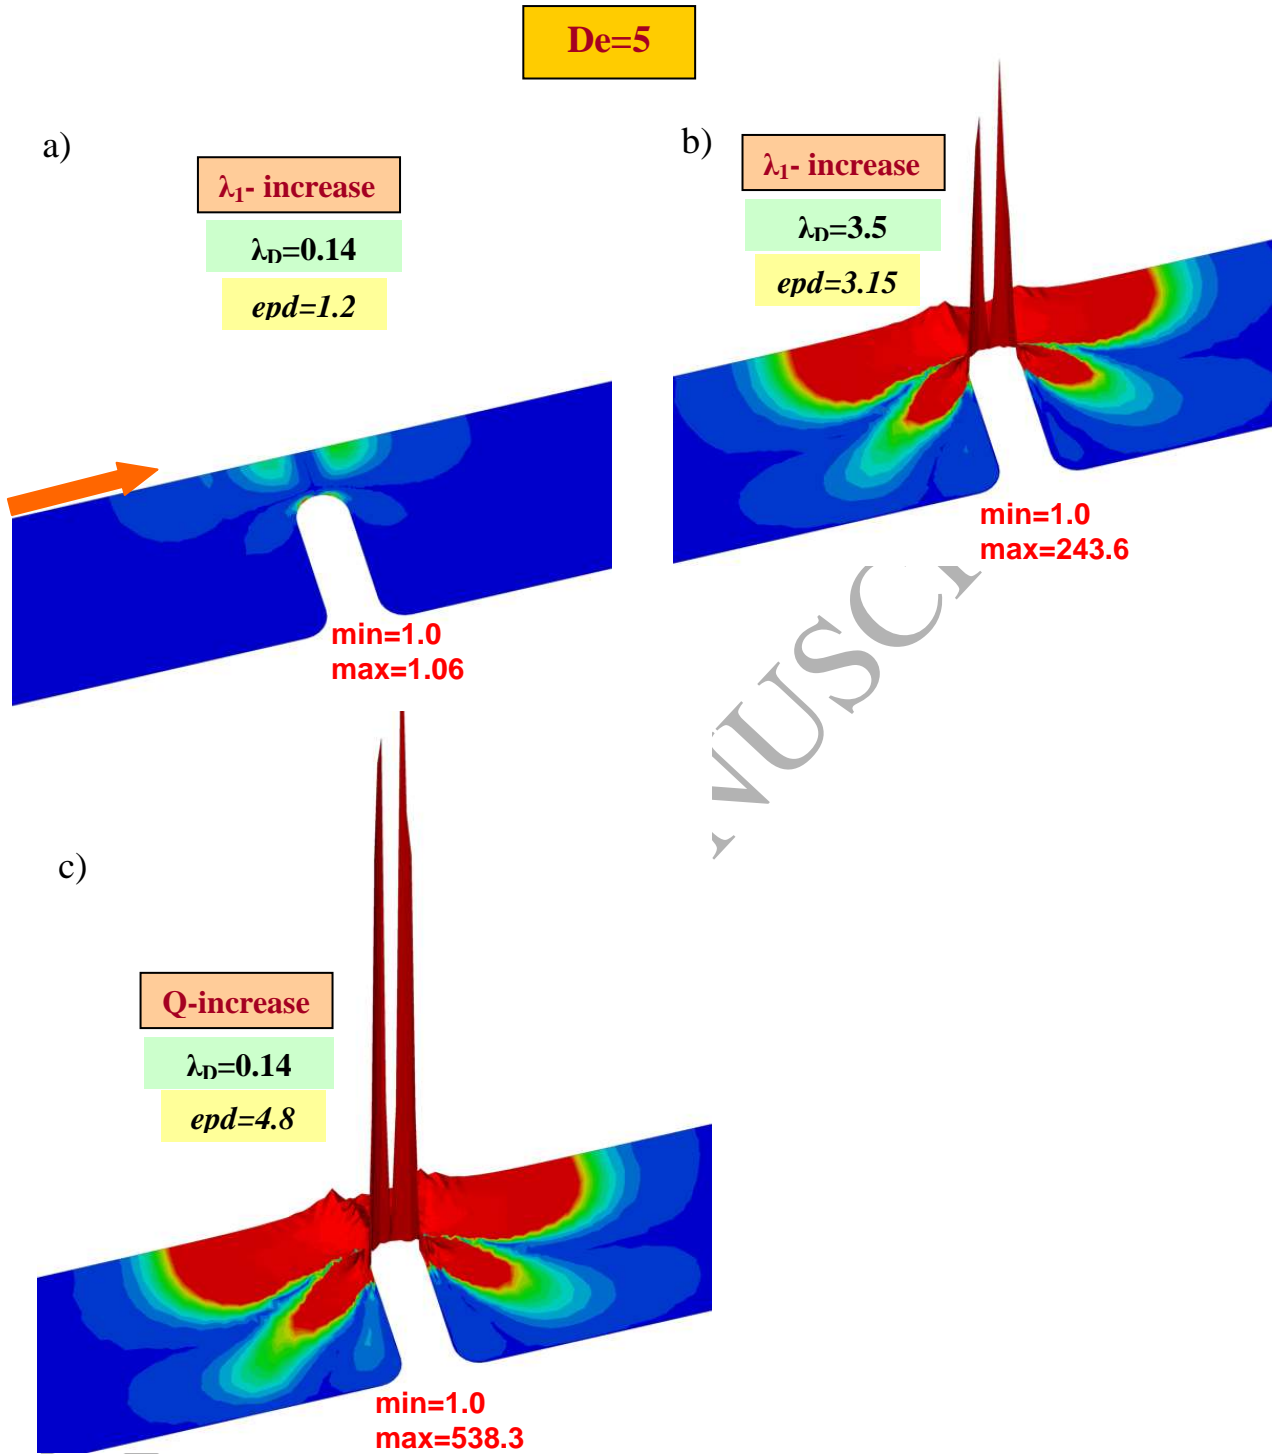 De=5
a)
λ₁- increase
λD=0.14
epd=1.2
min=1.0
max=1.06
b)
λ₁- increase
λD=3.5
epd=3.15
min=1.0
max=243.6
NUSC
c)
Q-increase
λD=0.14
epd=4.8
min=1.0
max=538.3